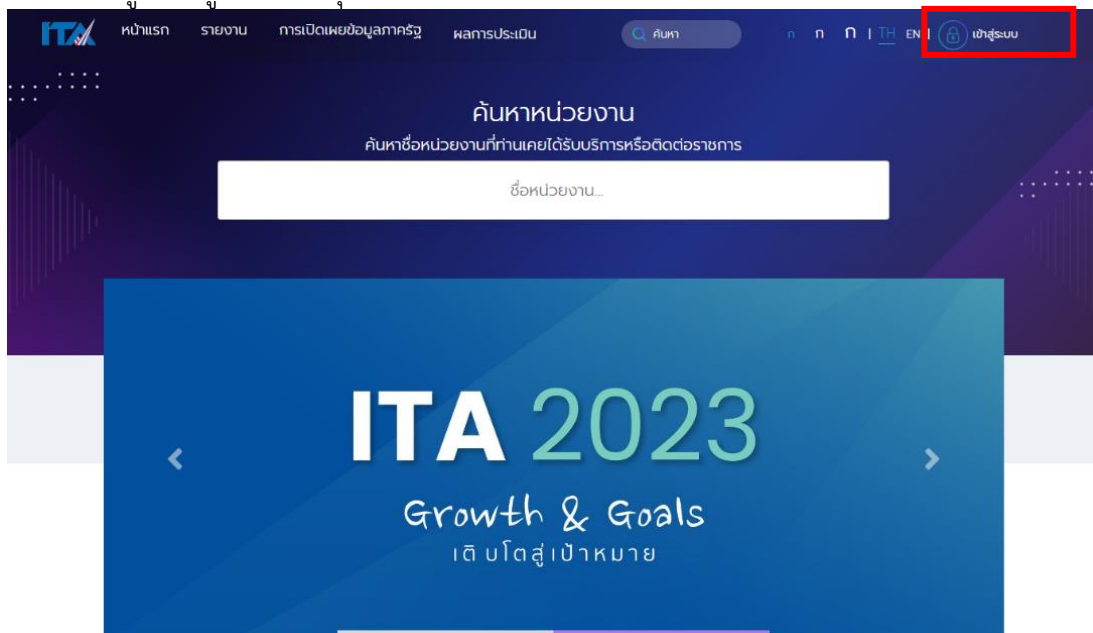 ITA หน้าแรก รายงาน การเปิดเผยข้อมูลภาครัฐ ผลการประเมิน ค้นหา ก ก ก | TH EN | เข้าสู่ระบบ
ค้นหาหน่วยงาน
ค้นหาชื่อหน่วยงานที่ท่านเคยได้รับบริการหรือติดต่อราชการ
ชื่อหน่วยงาน...
ITA 2023
Growth & Goals
เติบโตสู่เป้าหมาย